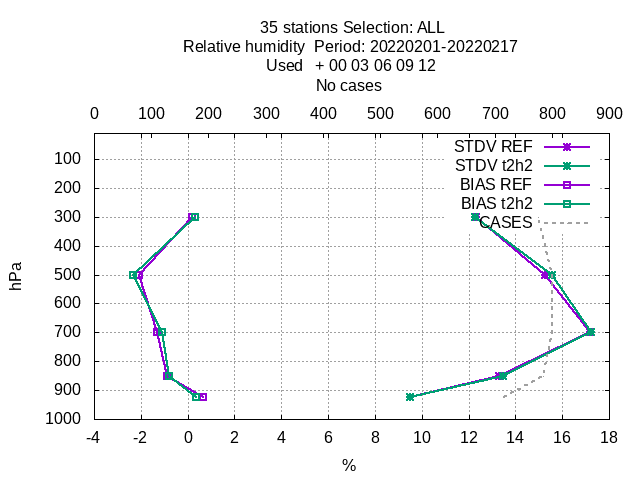 35 stations Selection: ALL
Relative humidity  Period: 20220201-20220217
Used   + 00 03 06 09 12
No cases
0 100 200 300 400 500 600 700 800 900
STDV REF
STDV t2h2
BIAS REF
BIAS t2h2
CASES
100
200
300
400
500
600
700
800
900
1000
hPa
-4 -2 0 2 4 6 8 10 12 14 16 18
%